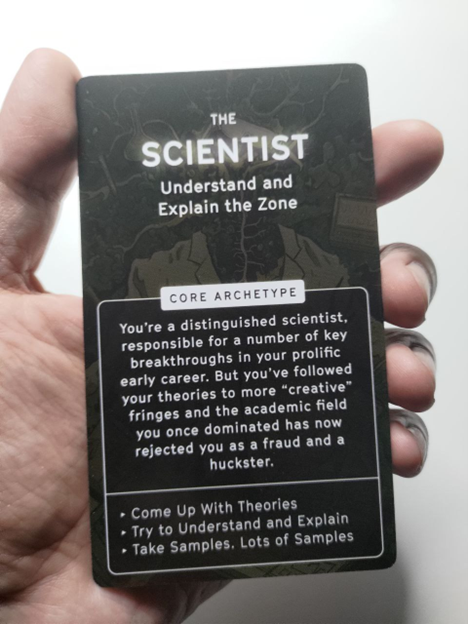 THE
SCIENTIST
Understand and
Explain the Zone
CORE ARCHETYPE
You're a distinguished scientist,
responsible for a number of key
breakthroughs in your prolific
early career. But you've followed
your theories to more “creative”
fringes and the academic field
you once dominated has now
rejected you as a fraud and a
huckster.
▸ Come Up With Theories
▸ Try to Understand and Explain
▸ Take Samples. Lots of Samples